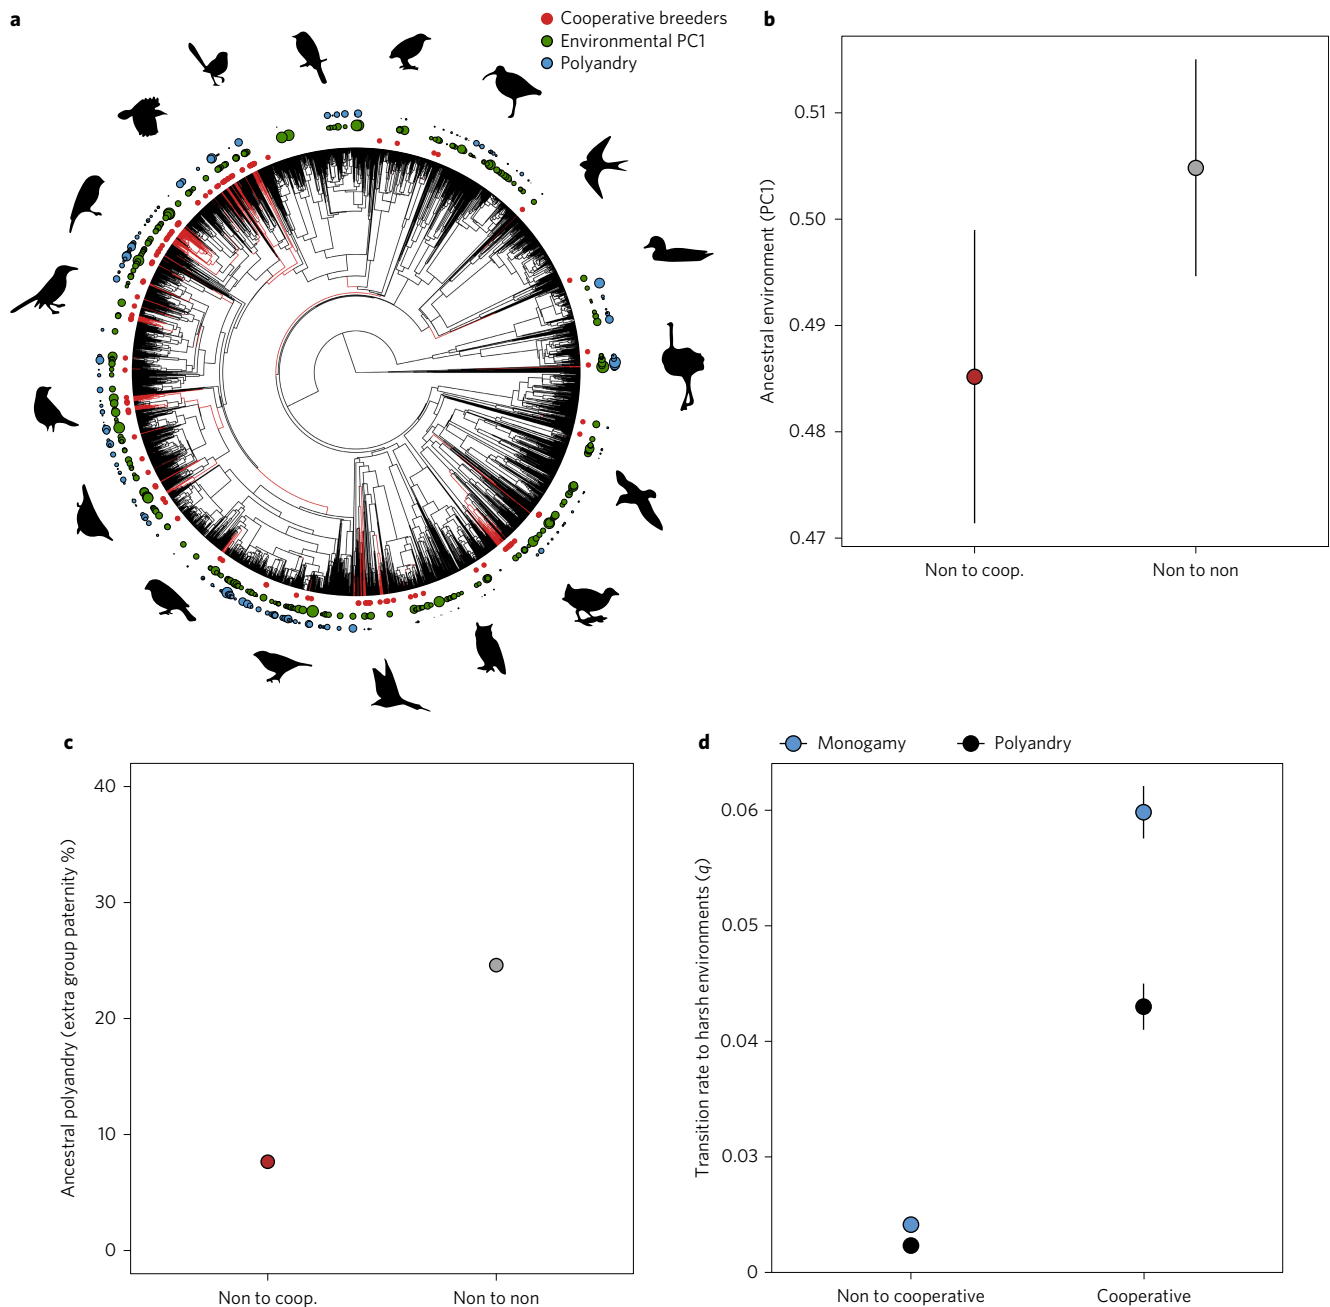 a
Cooperative breeders
Environmental PC1
Polyandry
b
0.51
0.50
0.49
0.48
0.47
Ancestral environment (PC1)
Non to coop.
Non to non
c
40
30
20
10
0
Ancestral polyandry (extra group paternity %)
Non to coop.
Non to non
d
Monogamy
Polyandry
0.06
0.05
0.04
0.03
0
Transition rate to harsh environments (q)
Non to cooperative
Cooperative